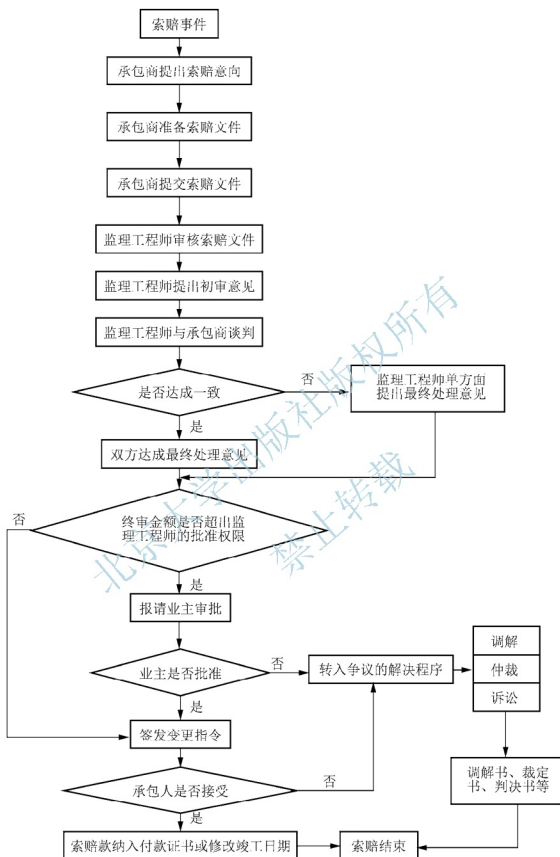 索赔事件
承包商提出索赔意向
承包商准备索赔文件
承包商提交索赔文件
监理工程师审核索赔文件
监理工程师提出初审意见
监理工程师与承包商谈判
是否达成一致
否
监理工程师单方面
提出最终处理意见
是
双方达成最终处理意见
否
终审金额是否超出监
理工程师的批准权限
是
报请业主审批
业主是否批准
否
转入争议的解决程序
调解
仲裁
诉讼
是
签发变更指令
承包人是否接受
否
调解书、裁定
书、判决书等
是
索赔款纳入付款证书或修改竣工日期
索赔结束
北京大学出版社版权所有
禁止转载